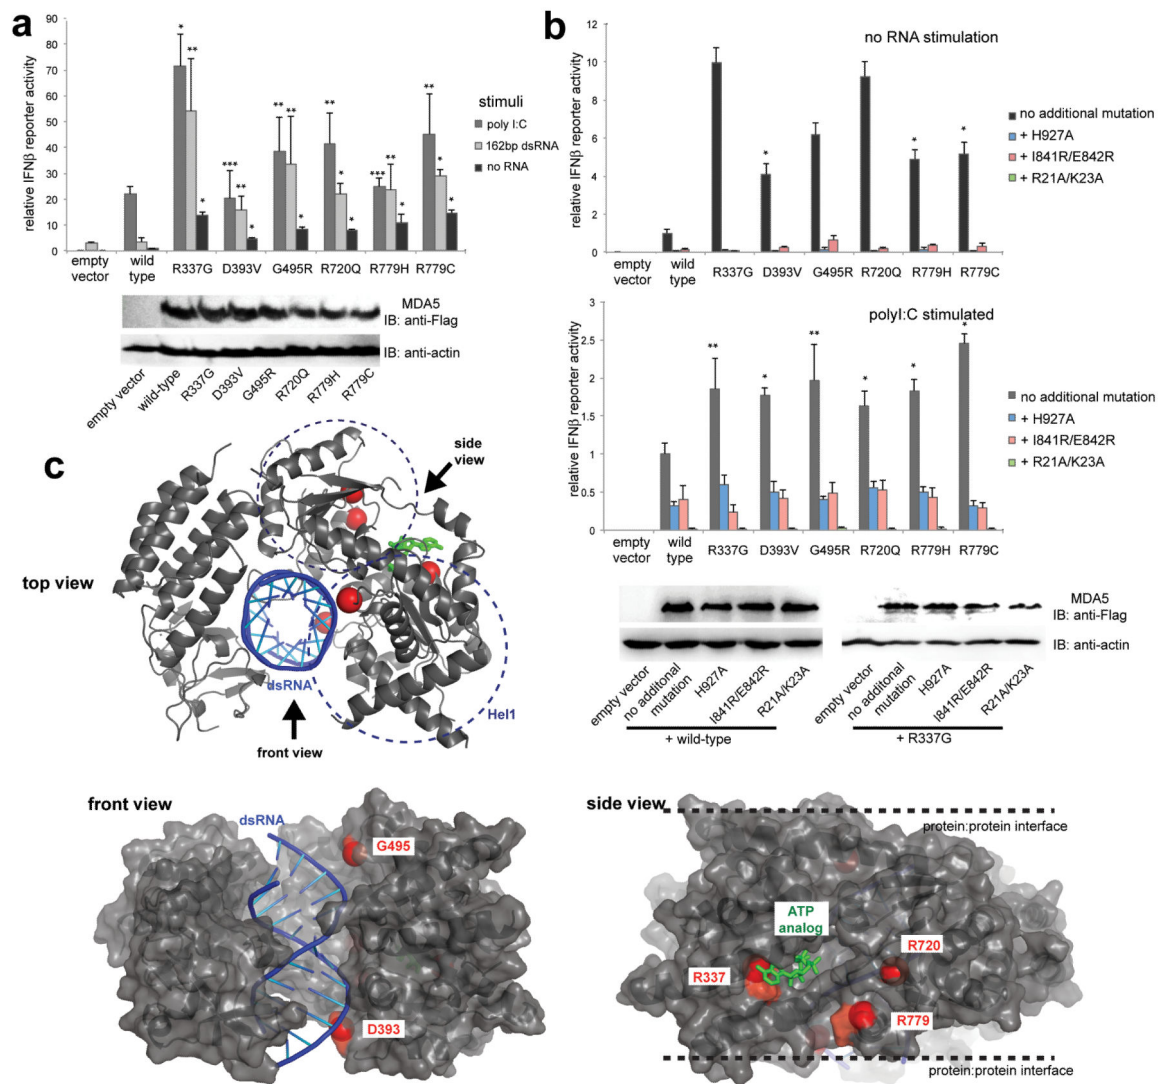 a
relative IFNβ reporter activity
90
80
70
60
50
40
30
20
10
0
*
**
***
**
*
**
**
*
**
*
*
***
**
*
**
*
*
*
stimuli
poly I:C
162bp dsRNA
no RNA
empty vector
wild type
R337G
D393V
G495R
R720Q
R779H
R779C
MDA5
IB: anti-Flag
IB: anti-actin
empty vector
wild-type
R337G
D393V
G495R
R720Q
R779H
R779C
b
no RNA stimulation
relative IFNβ reporter activity
12
10
8
6
4
2
0
*
*
*
no additional mutation
+ H927A
+ I841R/E842R
+ R21A/K23A
empty vector
wild type
R337G
D393V
G495R
R720Q
R779H
R779C
polyI:C stimulated
relative IFNβ reporter activity
3
2.5
2
1.5
1
0.5
0
**
*
**
*
*
*
no additional mutation
+ H927A
+ I841R/E842R
+ R21A/K23A
empty vector
wild type
R337G
D393V
G495R
R720Q
R779H
R779C
MDA5
IB: anti-Flag
IB: anti-actin
empty vector
no additonal mutation
H927A
I841R/E842R
R21A/K23A
+ wild-type
empty vector
no additional mutation
H927A
I841R/E842R
R21A/K23A
+ R337G
c
side view
top view
dsRNA
Hel1
front view
front view
dsRNA
G495
D393
side view
protein:protein interface
ATP analog
R337
R720
R779
protein:protein interface